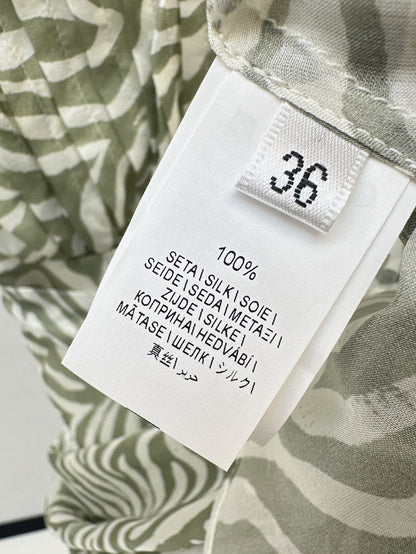 36
100%
SETA\SILK\SOIE\
SEIDE\SEDA\ΜΕΤΑΞΙ\
ZIJDE\SILKE\
КОПРИНА\HEDVÁBÍ\
MĂTASE\ШЕЛК\シルク\
真丝\حرير